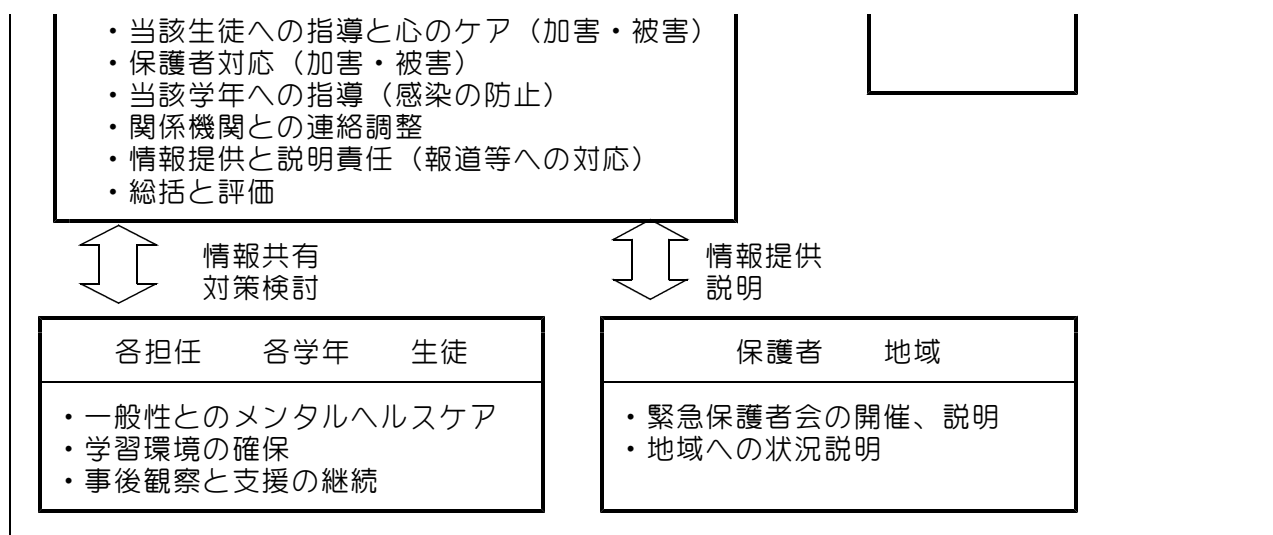 ・当該生徒への指導と心のケア（加害・被害）
・保護者対応（加害・被害）
・当該学年への指導（感染の防止）
・関係機関との連絡調整
・情報提供と説明責任（報道等への対応）
・総括と評価
情報共有
対策検討
情報提供
説明
各担任　　各学年　　生徒
・一般性とのメンタルヘルスケア
・学習環境の確保
・事後観察と支援の継続
保護者　　地域
・緊急保護者会の開催、説明
・地域への状況説明